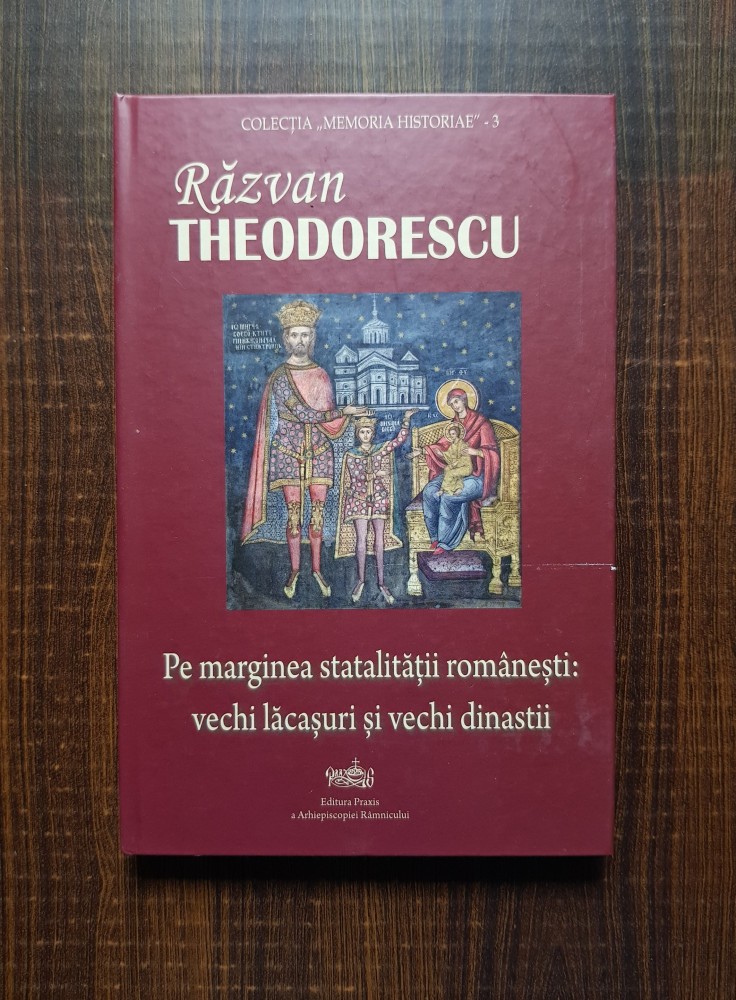 COLECȚIA „MEMORIA HISTORIAE” - 3
Răzvan
THEODORESCU
Pe marginea statalității românești:
vechi lăcașuri și vechi dinastii
Editura Praxis
a Arhiepiscopiei Râmnicului